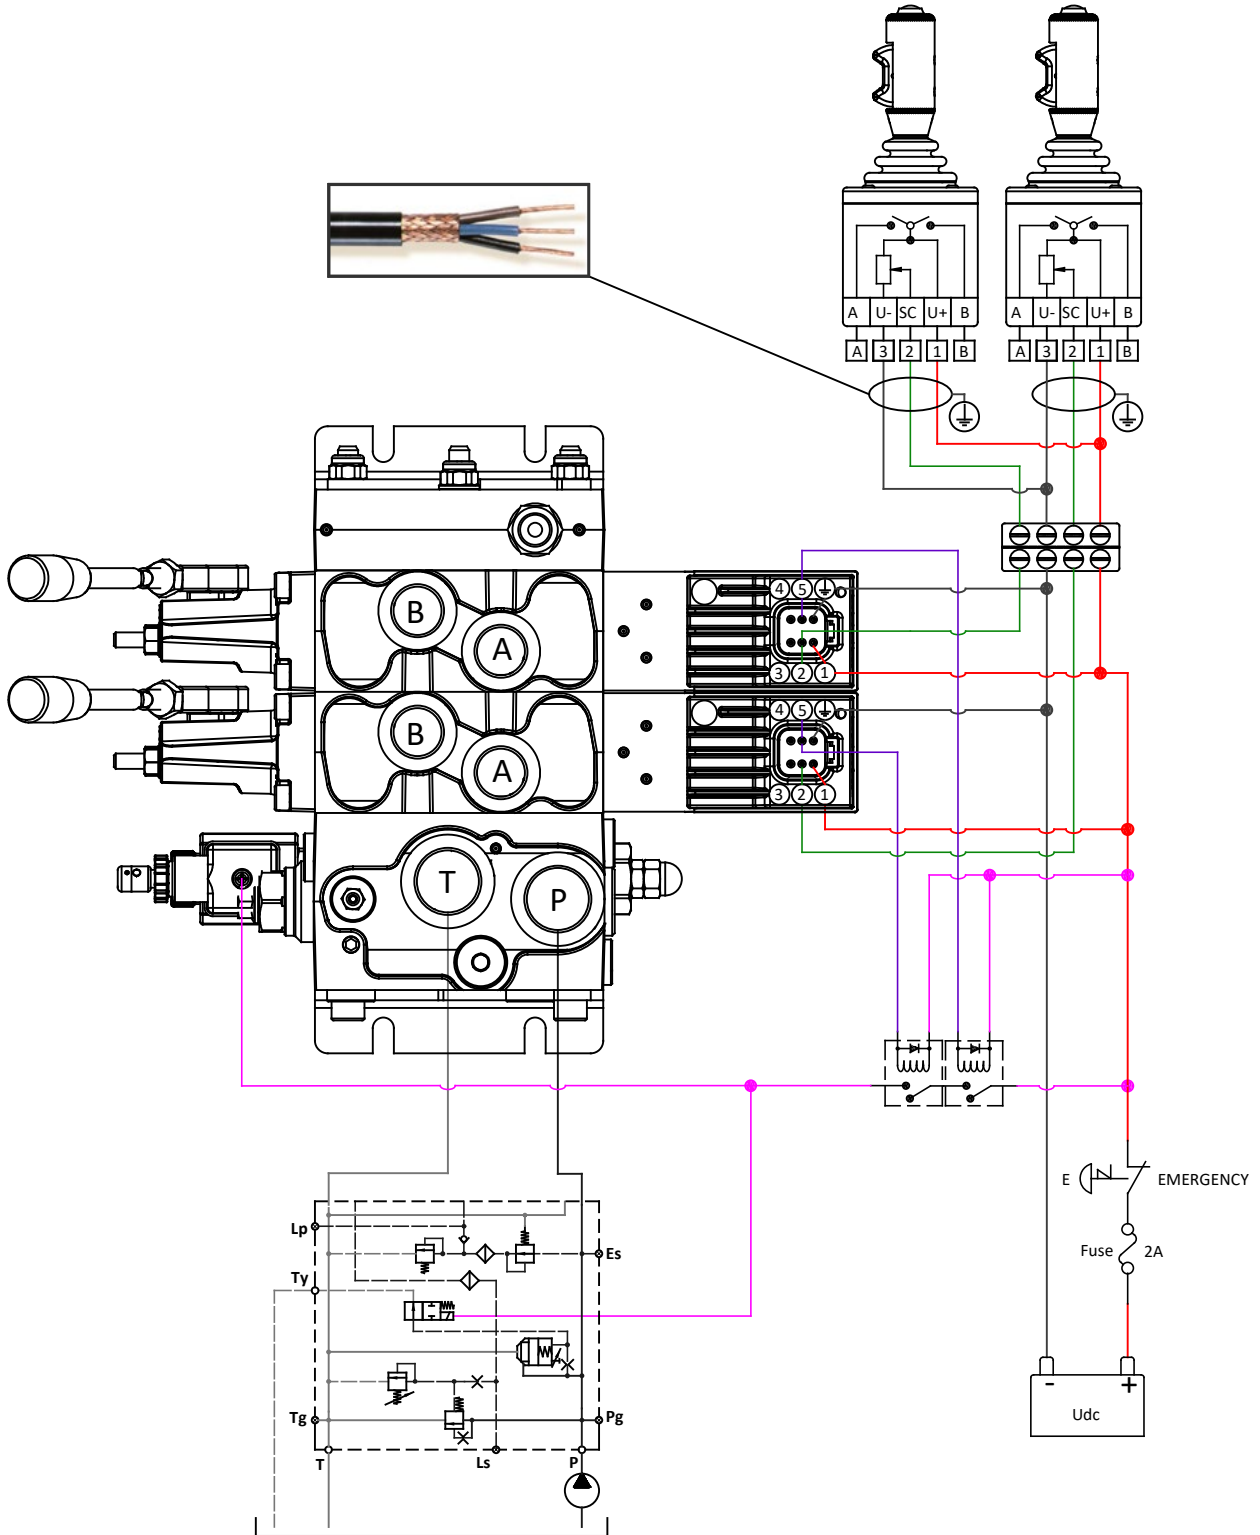 A U- SC U+ B
A U- SC U+ B
A 3 2 1 B
A 3 2 1 B
4 5
B
A
3 2 1
4 5
B
A
3 2 1
T
P
E EMERGENCY
Fuse 2A
Lp
Es
Ty
Tg
Pg
T
Ls
P
- +
Udc